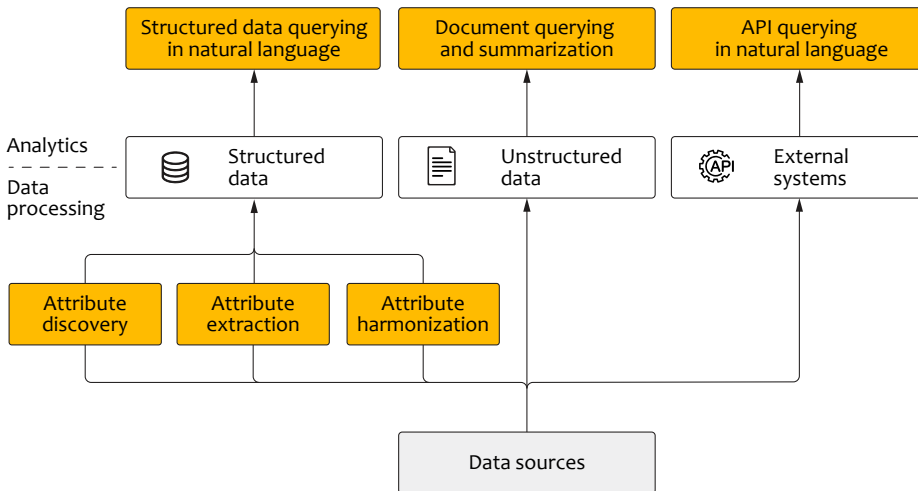 Structured data querying
in natural language
Document querying
and summarization
API querying
in natural language
Analytics
Data
processing
Structured
data
Unstructured
data
API
External
systems
Attribute
discovery
Attribute
extraction
Attribute
harmonization
Data sources